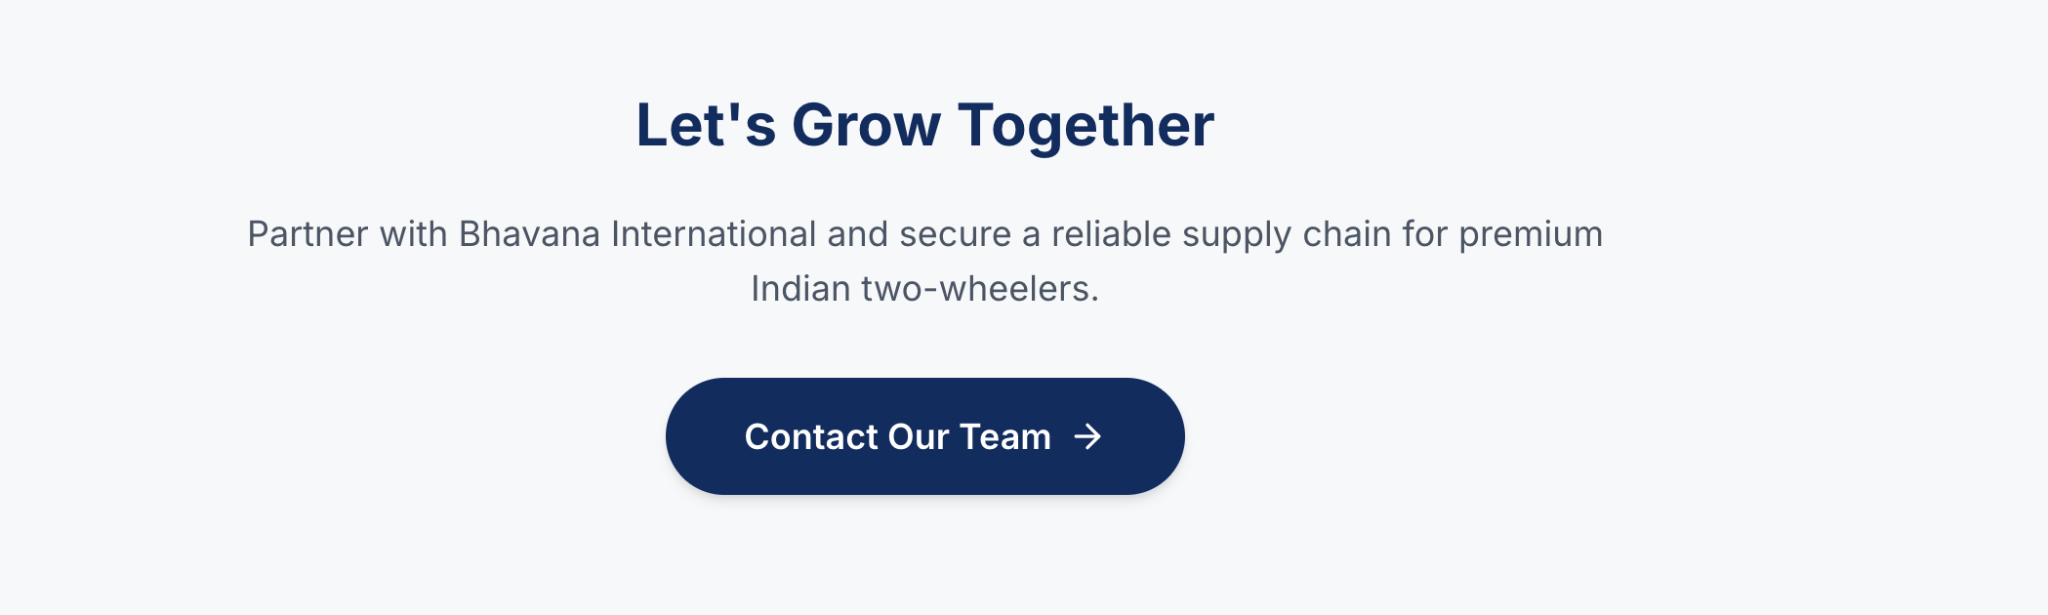 Let's Grow Together
Partner with Bhavana International and secure a reliable supply chain for premium
Indian two-wheelers.
Contact Our Team →